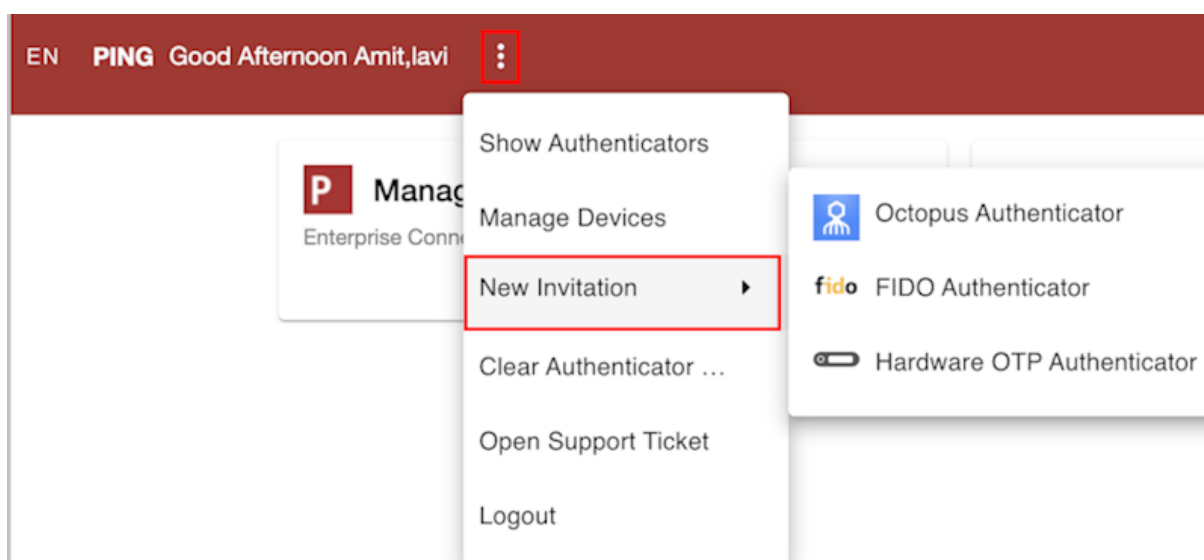 EN PING Good Afternoon Amit,lavi
Show Authenticators
P Manag
Manage Devices
Enterprise Conne
New Invitation
Clear Authenticator ...
Open Support Ticket
Logout
Octopus Authenticator
fido FIDO Authenticator
Hardware OTP Authenticator